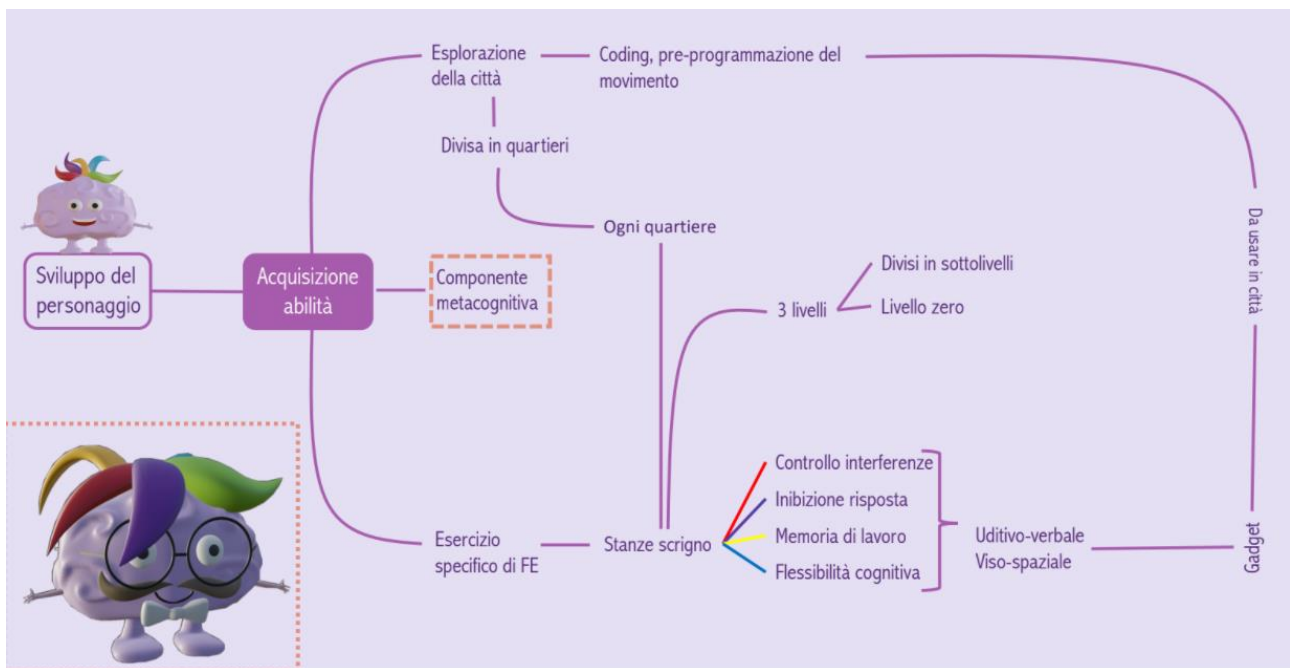 Esplorazione
della città
Coding, pre-programmazione del
movimento
Divisa in quartieri
Ogni quartiere
Sviluppo del
personaggio
Acquisizione
abilità
Componente
metacognitiva
3 livelli
Divisi in sottolivelli
Livello zero
Da usare in città
Esercizio
specifico di FE
Stanze scrigno
Controllo interferenze
Inibizione risposta
Memoria di lavoro
Flessibilità cognitiva
Uditivo-verbale
Viso-spaziale
Gadget